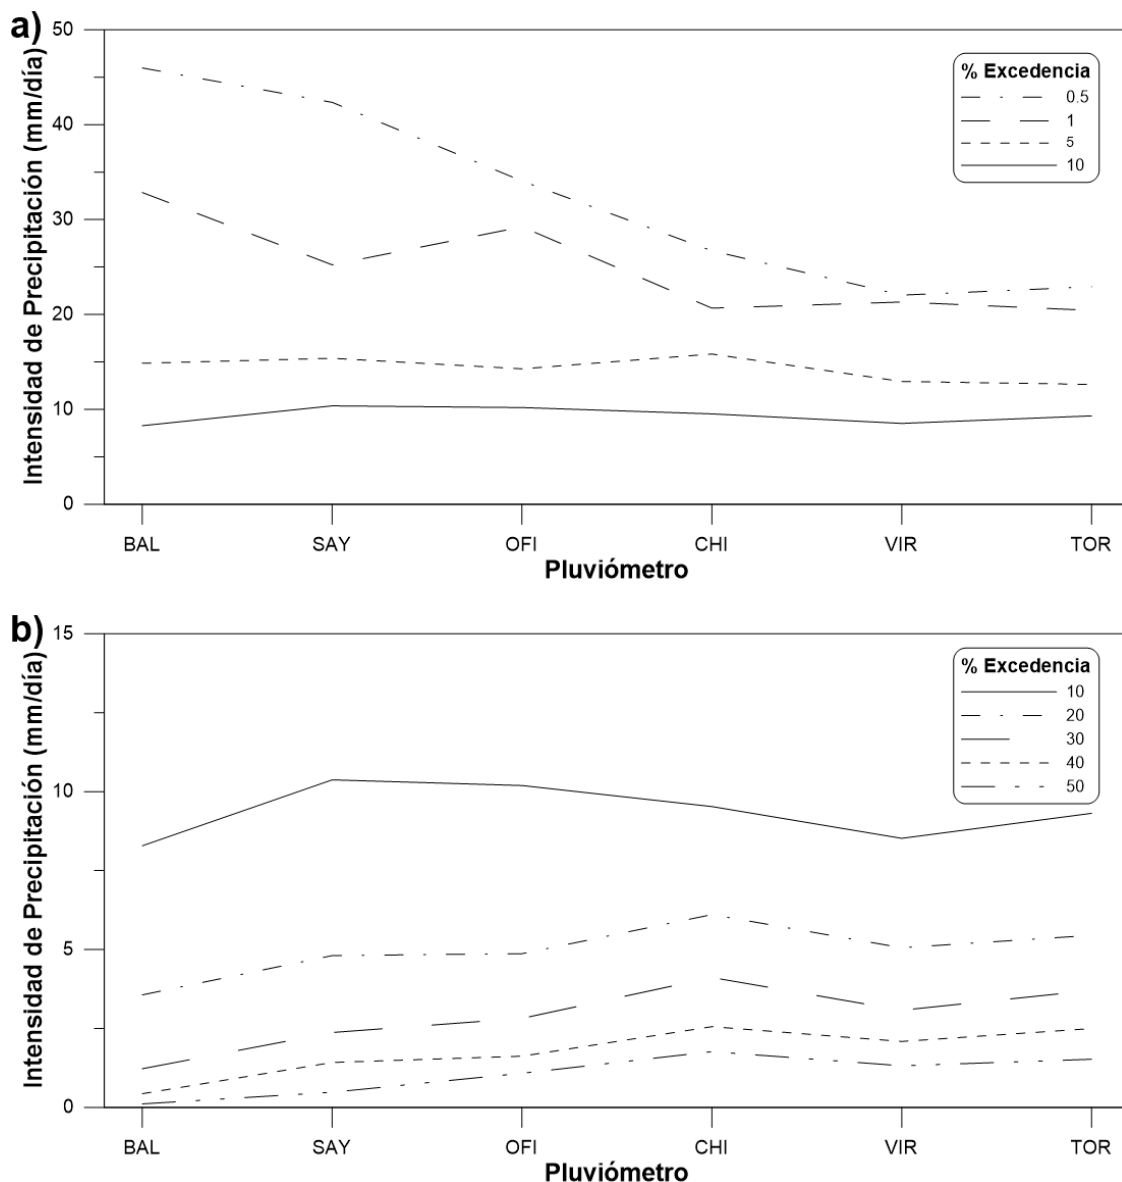 a)
Intensidad de Precipitación (mm/día)
50
40
30
20
10
0
% Excedencia
0.5
1
5
10
BAL SAY OFI CHI VIR TOR
Pluviómetro
b)
Intensidad de Precipitación (mm/día)
15
10
5
0
% Excedencia
10
20
30
40
50
BAL SAY OFI CHI VIR TOR
Pluviómetro